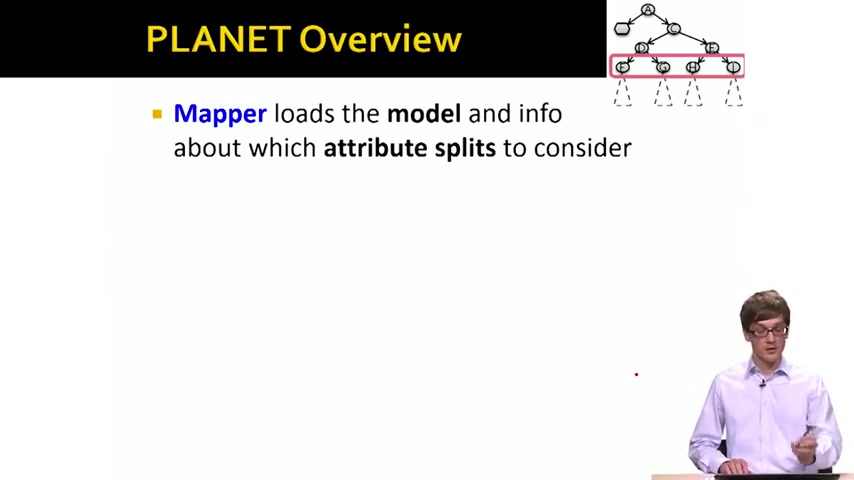 PLANET Overview
A
C
D E
F G H I
Mapper loads the model and info
about which attribute splits to consider